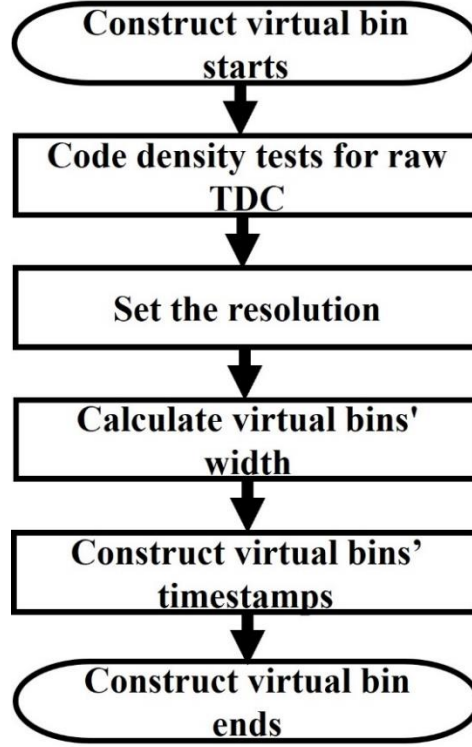 Construct virtual bin
starts
Code density tests for raw
TDC
Set the resolution
Calculate virtual bins'
width
Construct virtual bins’
timestamps
Construct virtual bin
ends